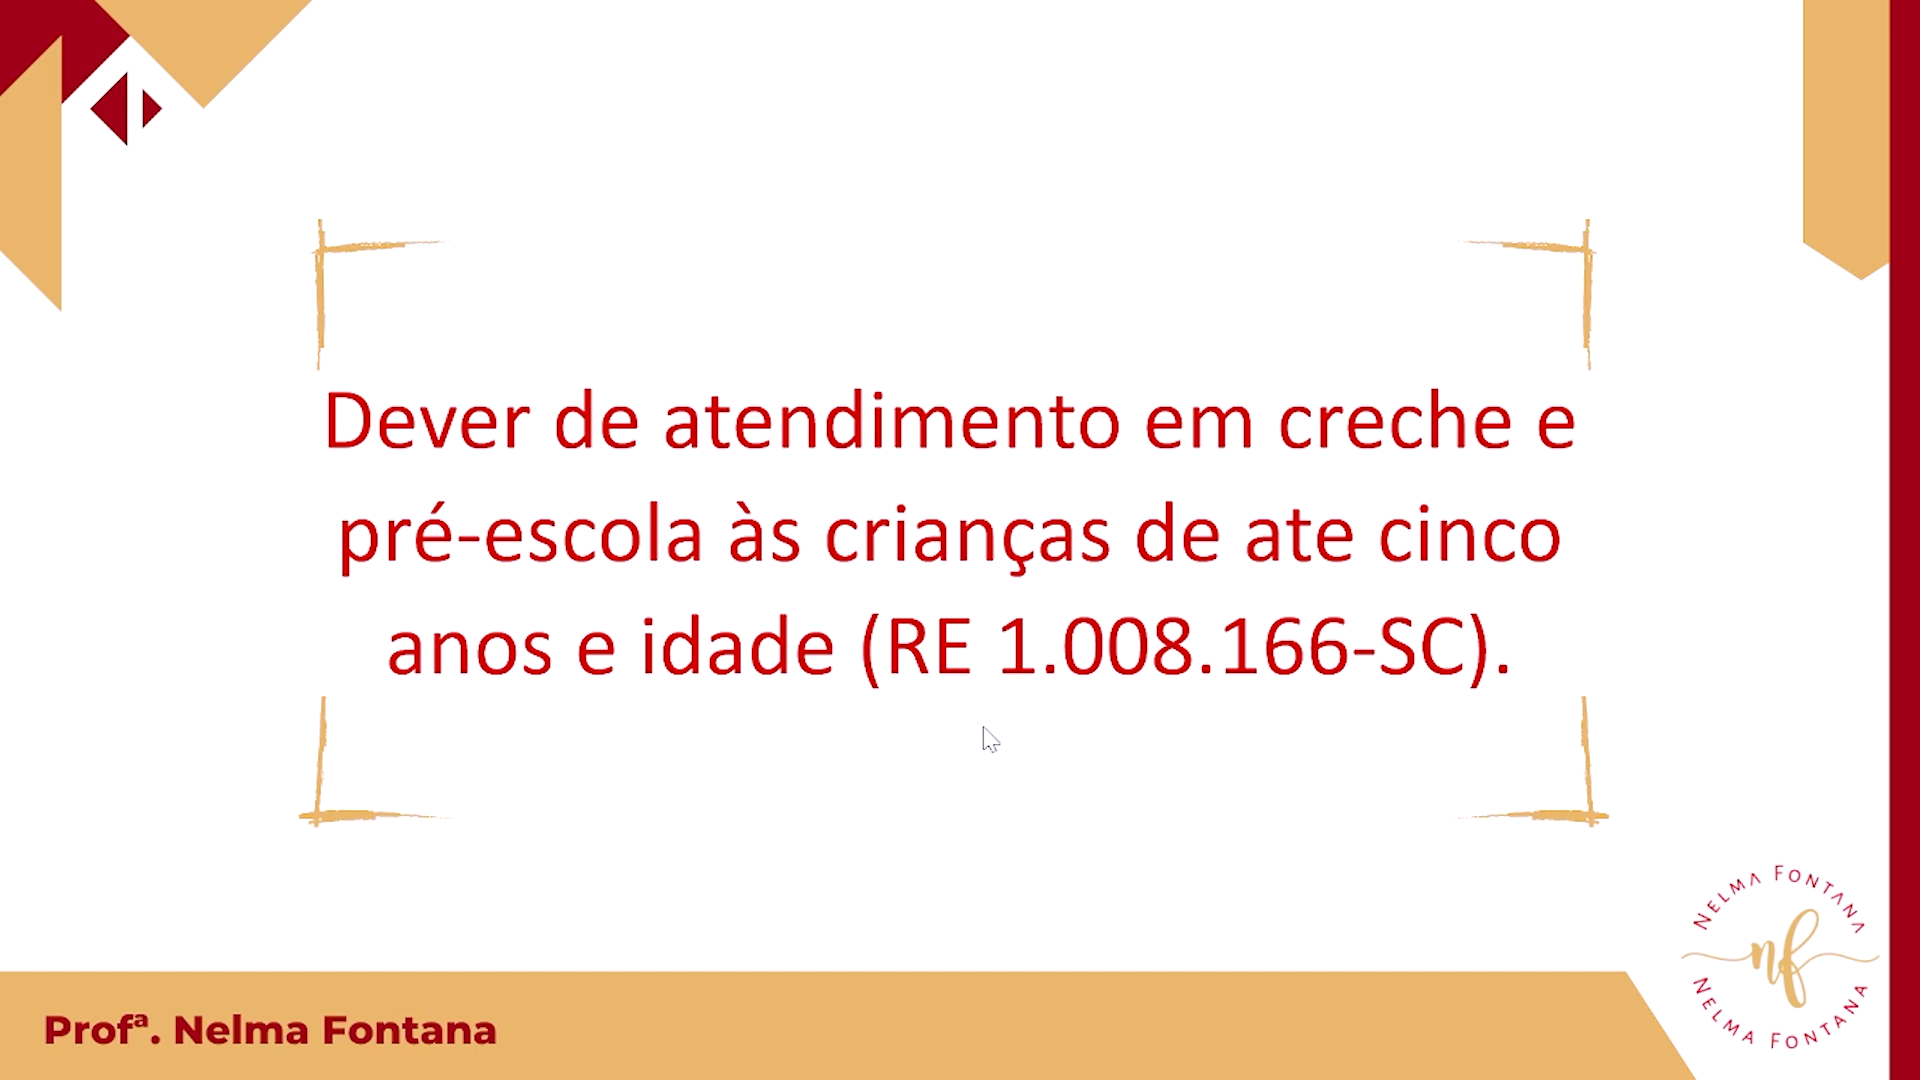 Dever de atendimento em creche e
pré-escola às crianças de ate cinco
anos e idade (RE 1.008.166-SC).
NELMA FONTANA
nf
NELMA FONTANA
Profª. Nelma Fontana